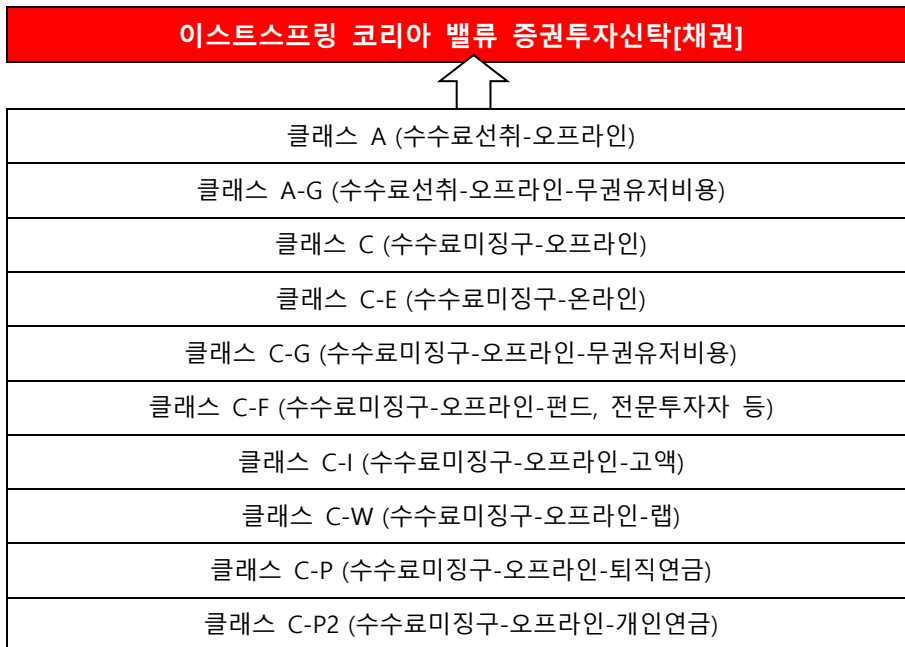 이스트스프링 코리아 밸류 증권투자신탁[채권]
클래스 A (수수료선취-오프라인)
클래스 A-G (수수료선취-오프라인-무권유저비용)
클래스 C (수수료미징구-오프라인)
클래스 C-E (수수료미징구-온라인)
클래스 C-G (수수료미징구-오프라인-무권유저비용)
클래스 C-F (수수료미징구-오프라인-펀드, 전문투자자 등)
클래스 C-I (수수료미징구-오프라인-고액)
클래스 C-W (수수료미징구-오프라인-랩)
클래스 C-P (수수료미징구-오프라인-퇴직연금)
클래스 C-P2 (수수료미징구-오프라인-개인연금)